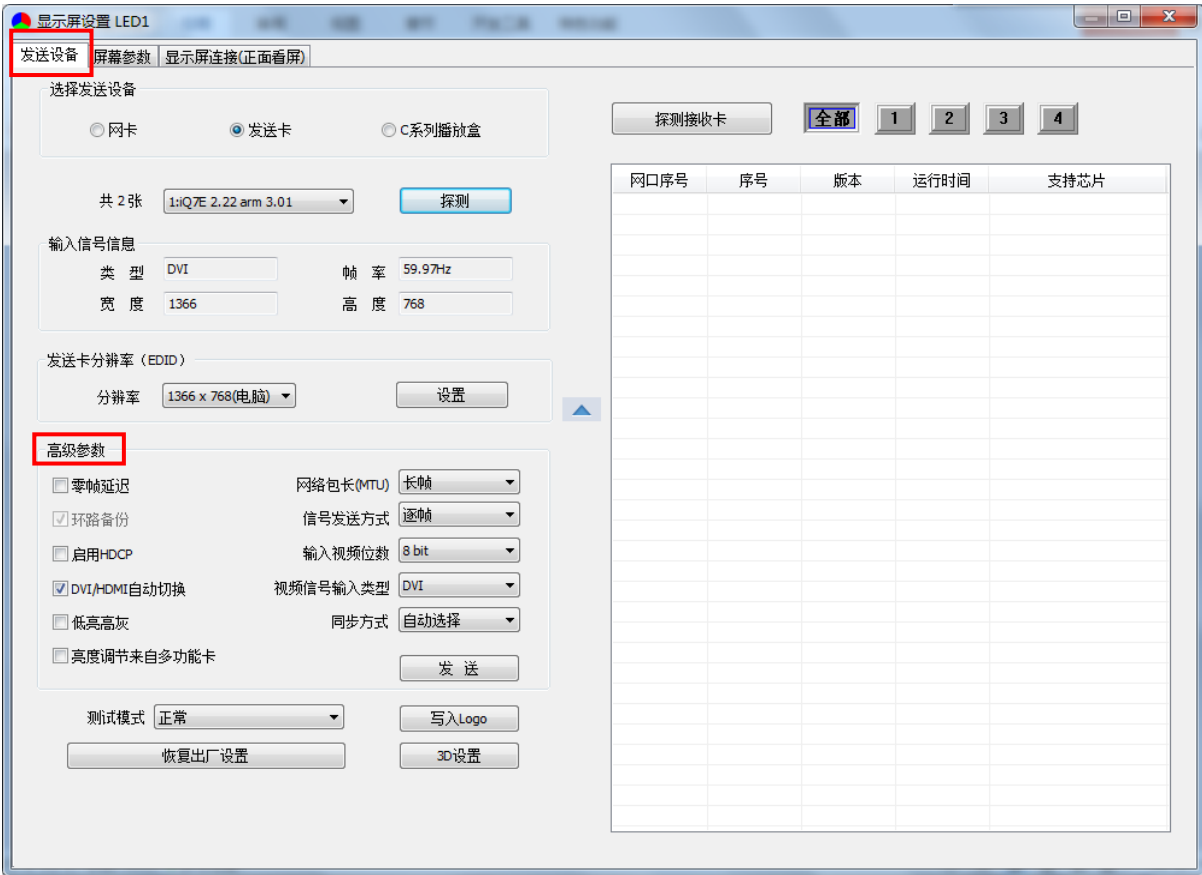 显示屏设置 LED1
发送设备 屏幕参数 显示屏连接(正面看屏)
选择发送设备
网卡 发送卡 C系列播放盒
探测接收卡 全部 1 2 3 4
共 2 张 1:iQ7E 2.22 arm 3.01 探测
网口序号 序号 版本 运行时间 支持芯片
输入信号信息
类 型 DVI 帧 率 59.97Hz
宽 度 1366 高 度 768
发送卡分辨率（EDID）
分辨率 1366 x 768(电脑) 设置
高级参数
零帧延迟 网络包长(MTU) 长帧
环路备份 信号发送方式 逐帧
启用HDCP 输入视频位数 8 bit
DVI/HDMI自动切换 视频信号输入类型 DVI
低亮高灰 同步方式 自动选择
亮度调节来自多功能卡
发 送
测试模式 正常 写入Logo
恢复出厂设置 3D设置